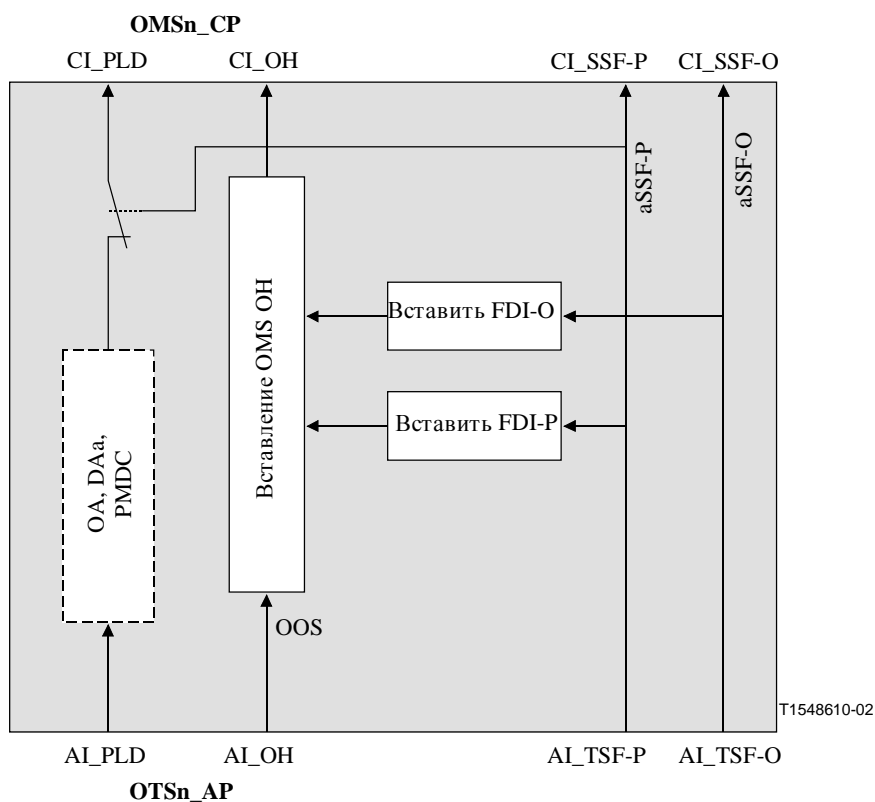 OMSn_CP
CI_PLD
CI_OH
CI_SSF-P
CI_SSF-O
aSSF-P
aSSF-O
Вставление OMS OH
Вставить FDI-O
Вставить FDI-P
OA, DAa,
PMDC
OOS
T1548610-02
AI_PLD
AI_OH
AI_TSF-P
AI_TSF-O
OTSn_AP